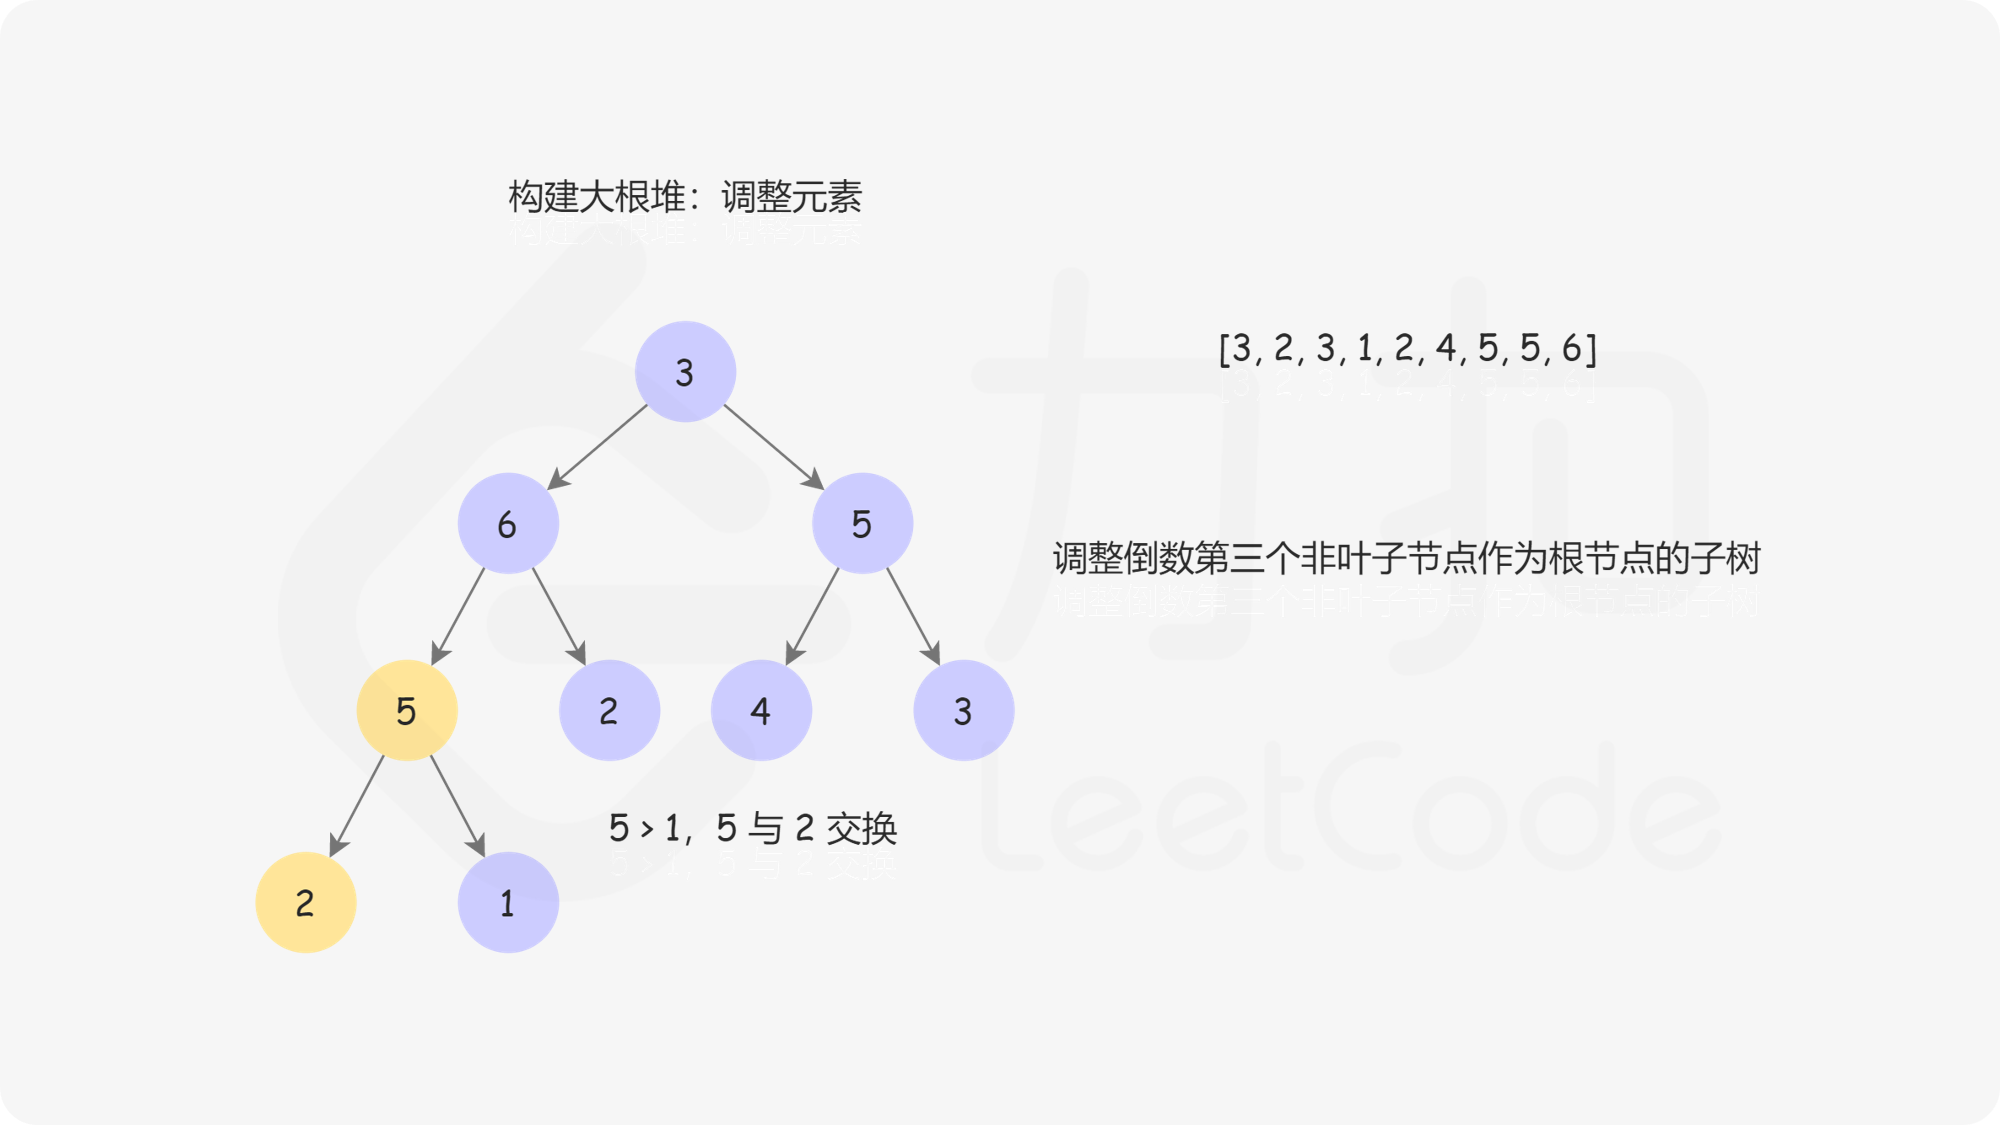 构建大根堆：调整元素
[3, 2, 3, 1, 2, 4, 5, 5, 6]
3
6
5
调整倒数第三个非叶子节点作为根节点的子树
5
2
4
3
5 > 1，5 与 2 交换
2
1
力扣
LeetCode